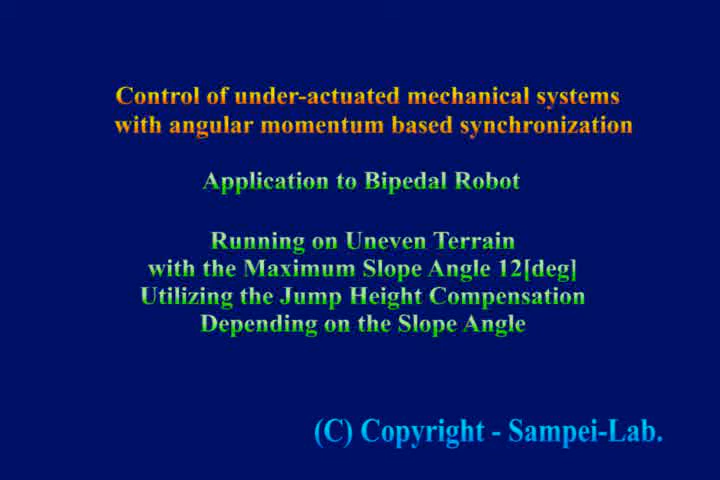 Control of under-actuated mechanical systems
with angular momentum based synchronization
Application to Bipedal Robot
Running on Uneven Terrain
with the Maximum Slope Angle 12[deg]
Utilizing the Jump Height Compensation
Depending on the Slope Angle
(C) Copyright - Sampei-Lab.